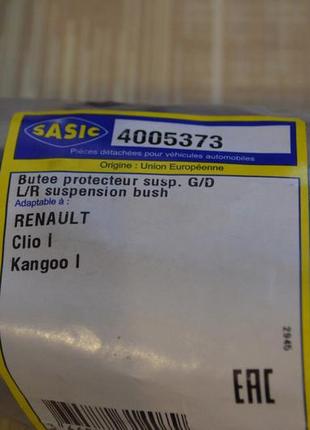 SASIC 4005373
Pièces détachées pour véhicules automobiles
Origine : Union Européenne
Butee protecteur susp. G/D
L/R suspension bush
Adaptable à :
RENAULT
Clio I
Kangoo I
2945
EAC